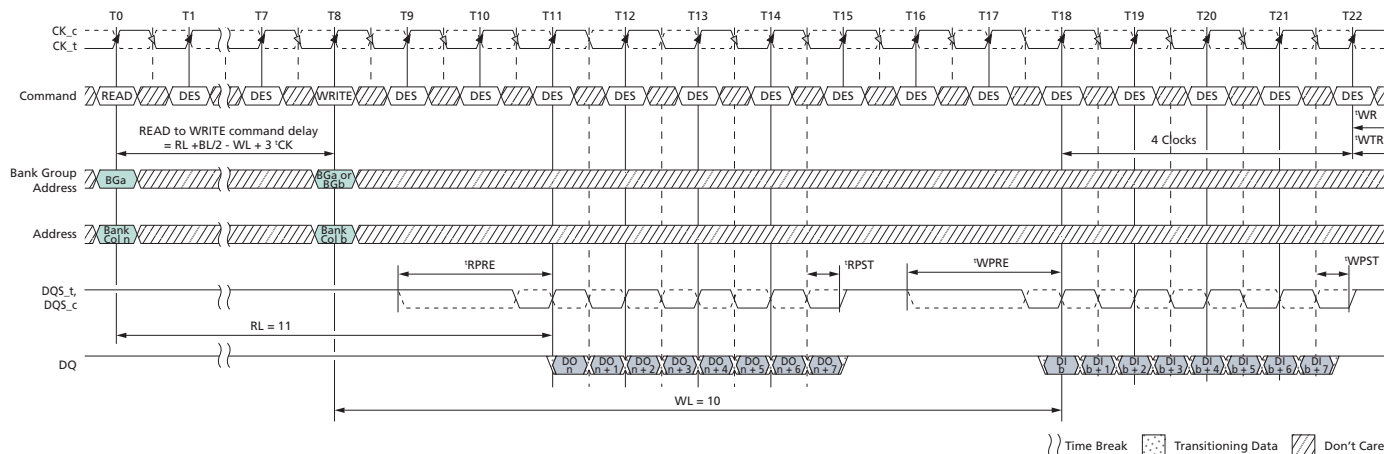 T0 T1 T7 T8 T9 T10 T11 T12 T13 T14 T15 T16 T17 T18 T19 T20 T21 T22
CK_c
CK_t
Command READ DES DES WRITE DES DES DES DES DES DES DES DES DES DES DES DES DES DES
READ to WRITE command delay
= RL +BL/2 - WL + 3 tCK
4 Clocks
tWR
tWTR
Bank Group
Address
BGa
BGa or
BGb
Address
Bank
Col n
Bank
Col b
tRPRE tRPST tWPRE tWPST
DQS_t,
DQS_c
RL = 11
DQ
DO
n
DO
n + 1
DO
n + 2
DO
n + 3
DO
n + 4
DO
n + 5
DO
n + 6
DO
n + 7
DI
b
DI
b + 1
DI
b + 2
DI
b + 3
DI
b + 4
DI
b + 5
DI
b + 6
DI
b + 7
WL = 10
Time Break Transitioning Data Don't Care